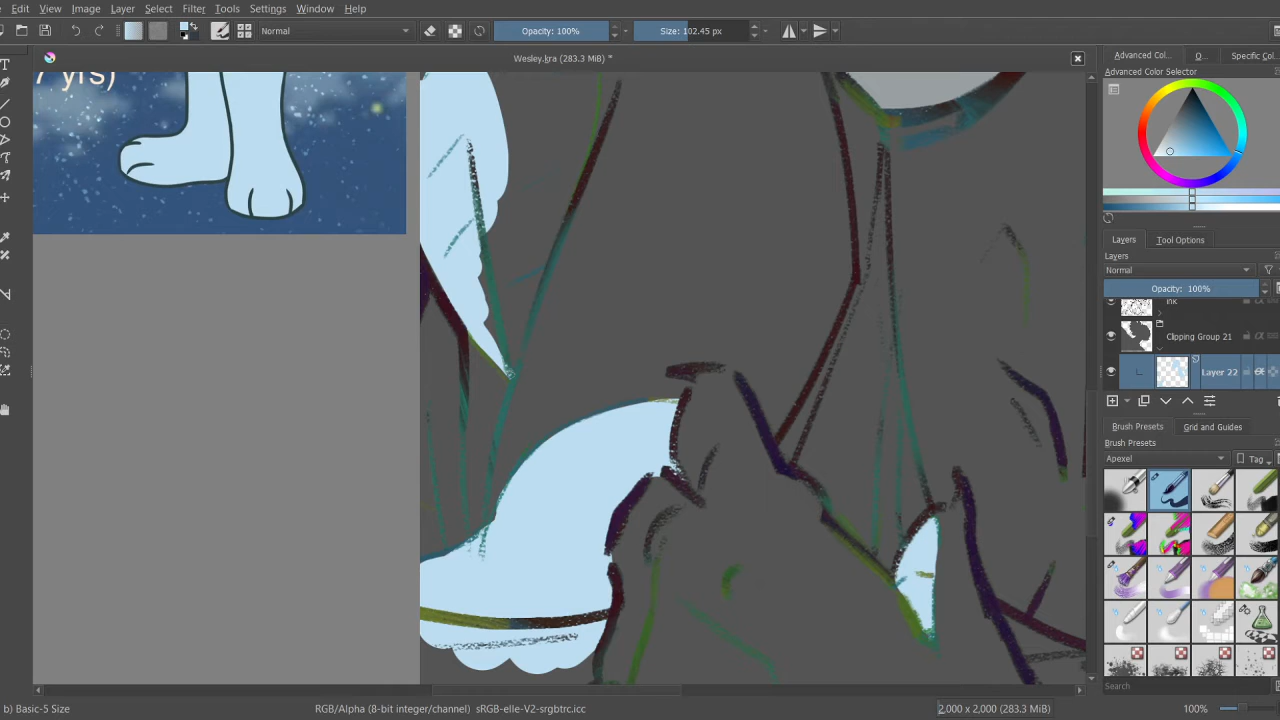 Edit View Image Layer Select Filter Tools Settings Window Help
Normal Opacity: 100% Size: 102.45 px
Wesley.kra (283.3 MiB) *
Advanced Col... O... Specific Col
Advanced Color Selector
7 yrs)
Layers Tool Options
Layers
Normal
Opacity: 100%
Ink
Clipping Group 21
Layer 22
Brush Presets Grid and Guides
Brush Presets
Apexel Tag
Search
b) Basic-5 Size RGB/Alpha (8-bit integer/channel) sRGB-elle-V2-srgbtrc.icc 2,000 x 2,000 (283.3 MiB) 100%